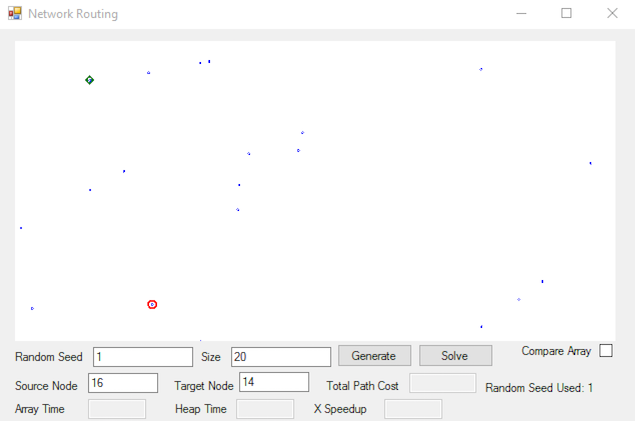 Network Routing
Random Seed 1 Size 20 Generate Solve Compare Array
Source Node 16 Target Node 14 Total Path Cost Random Seed Used: 1
Array Time Heap Time X Speedup